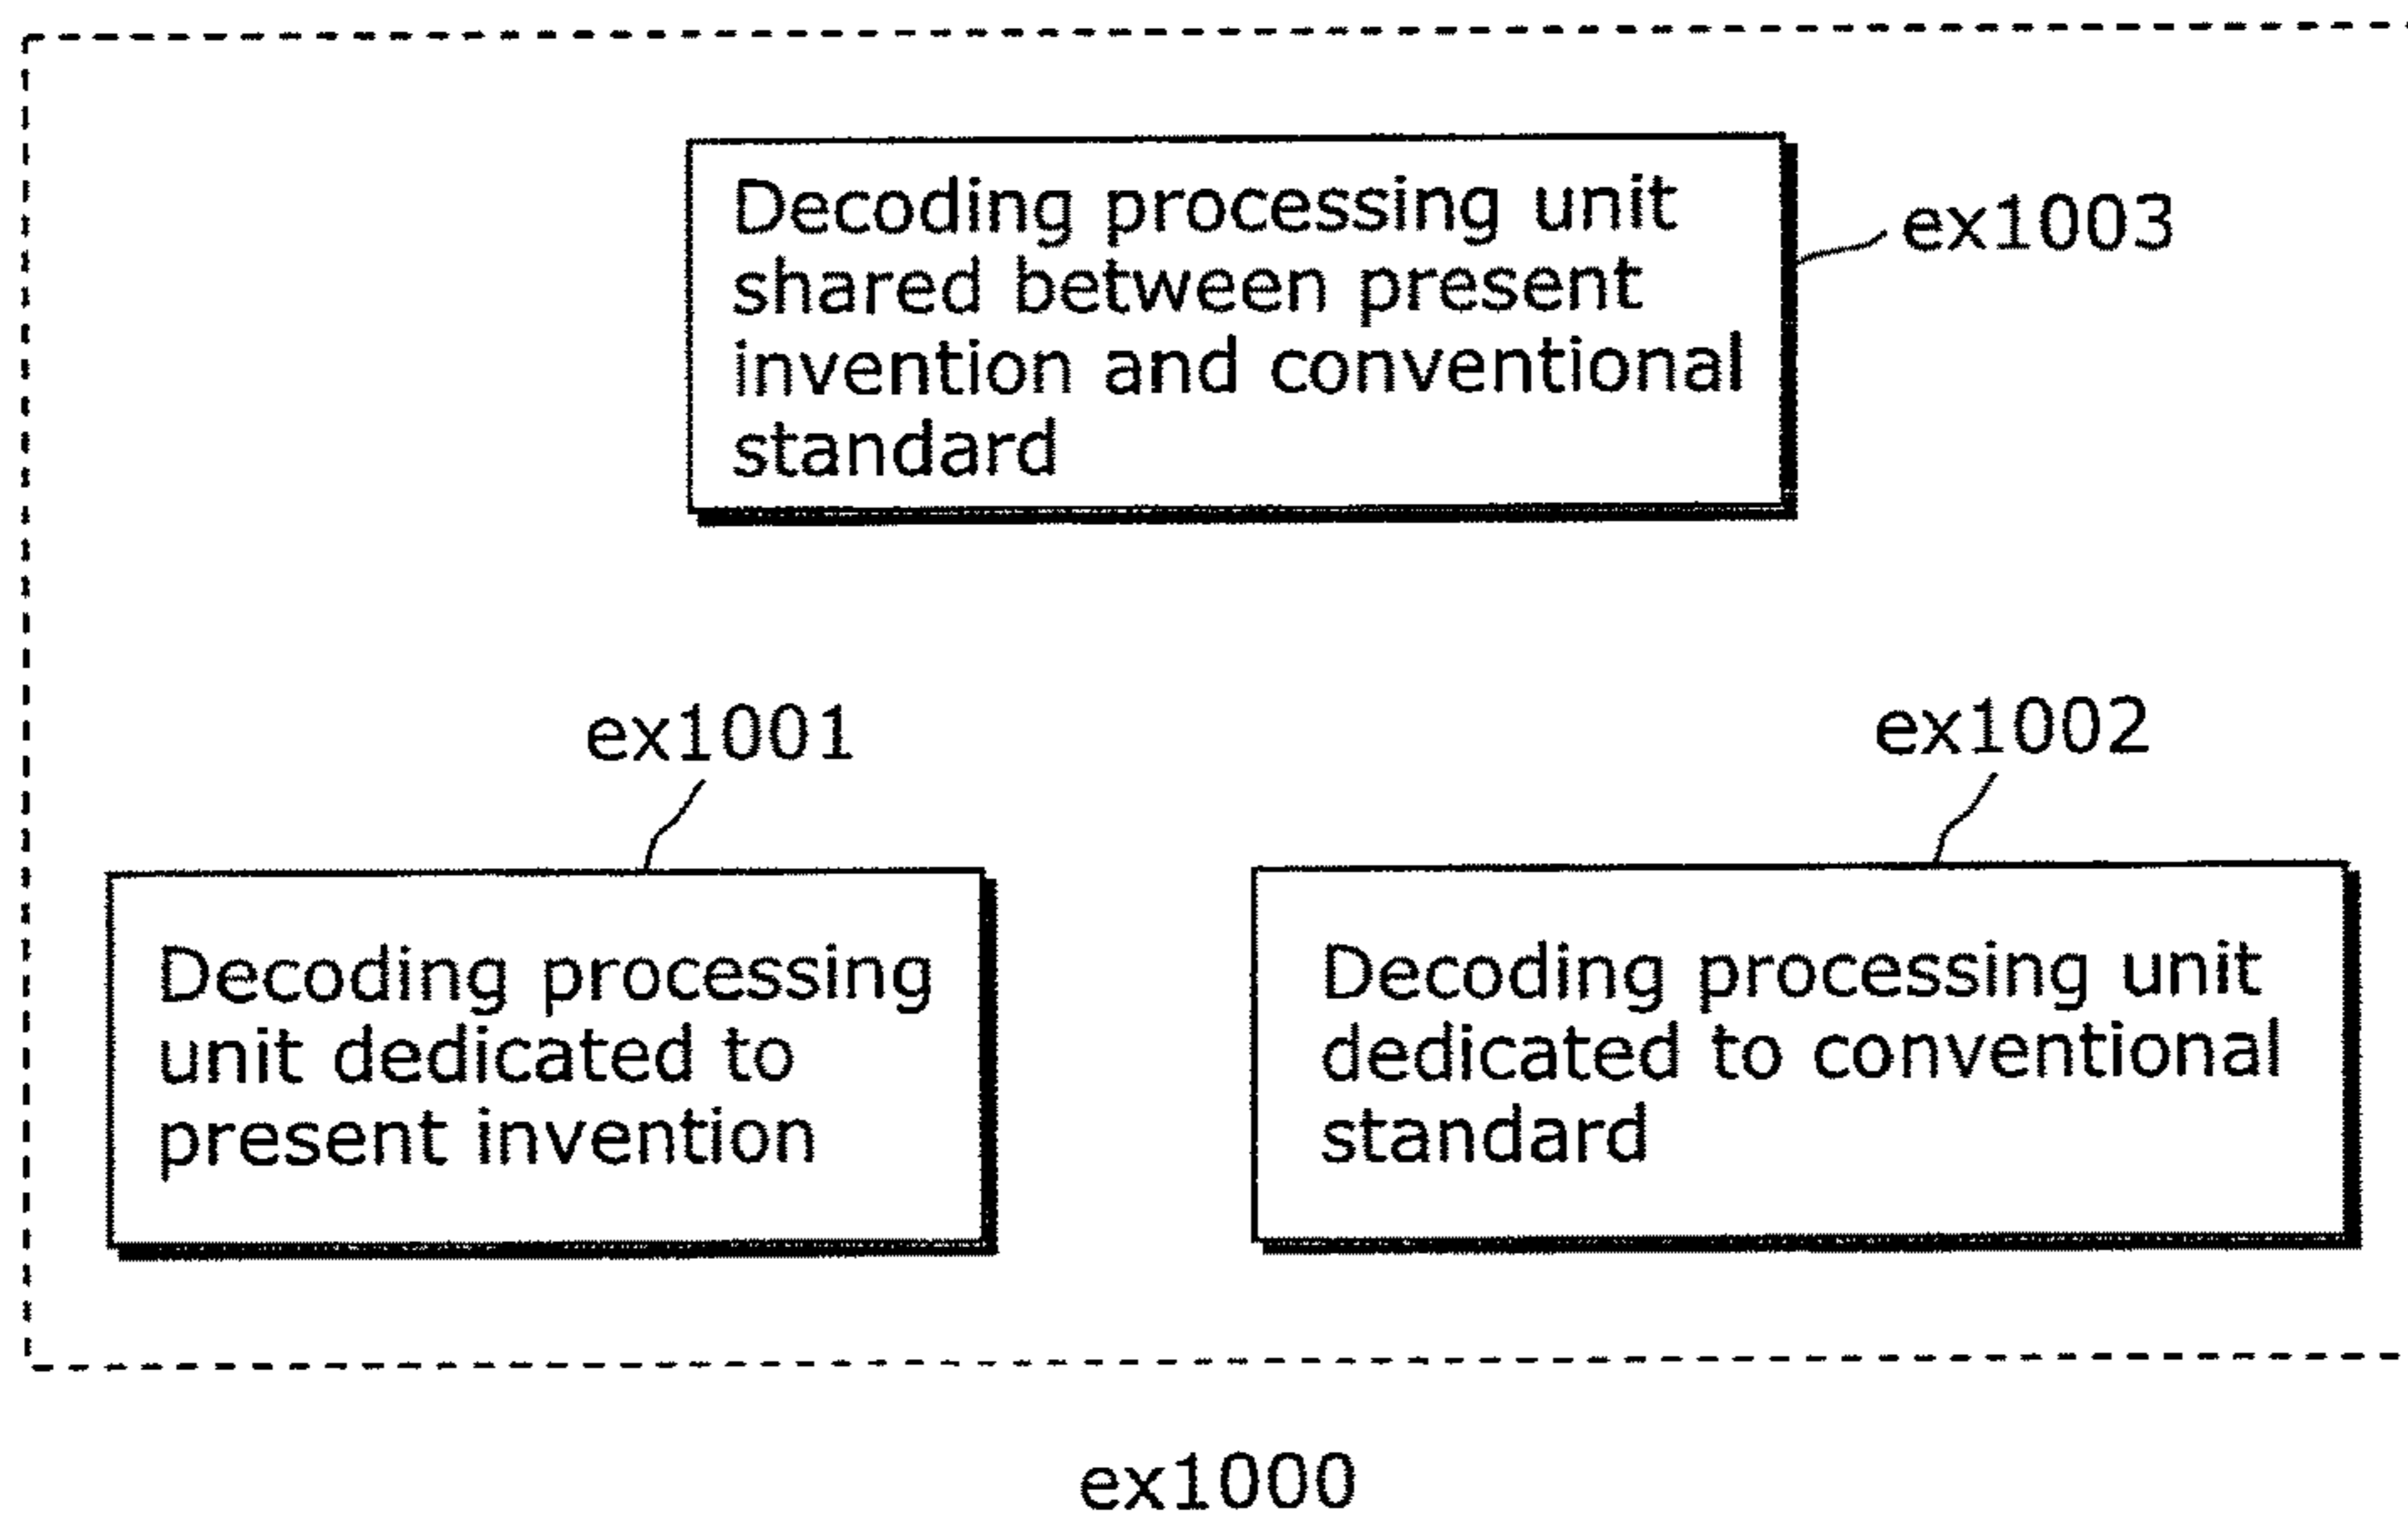 Decoding processing unit
shared between present
invention and conventional
standard
ex1003
ex1001
ex1002
Decoding processing
unit dedicated to
present invention
Decoding processing unit
dedicated to conventional
standard
ex1000